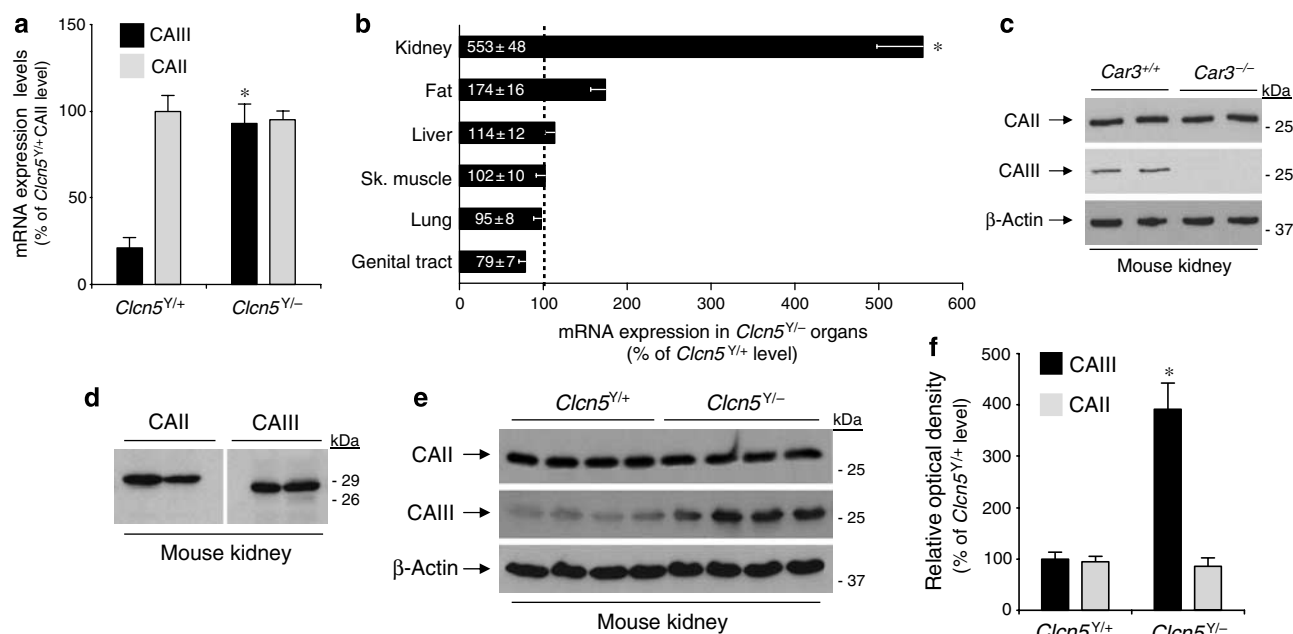 a
mRNA expression levels
(% of Clcn5Y/+ CAII level)
150
100
50
0
CAIII
CAII
*
Clcn5Y/+
Clcn5Y/–
b
Kidney
553±48
*
Fat
174±16
Liver
114±12
Sk. muscle
102±10
Lung
95±8
Genital tract
79±7
0 100 200 300 400 500 600
mRNA expression in Clcn5Y/– organs
(% of Clcn5Y/+ level)
c
Car3+/+ Car3–/–
kDa
CAII
- 25
CAIII
- 25
β-Actin
- 37
Mouse kidney
d
CAII CAIII
kDa
- 29
- 26
Mouse kidney
e
Clcn5Y/+ Clcn5Y/–
kDa
CAII
- 25
CAIII
- 25
β-Actin
- 37
Mouse kidney
f
Relative optical density
(% of Clcn5Y/+ level)
500
400
300
200
100
0
CAIII
CAII
*
Clcn5Y/+
Clcn5Y/–